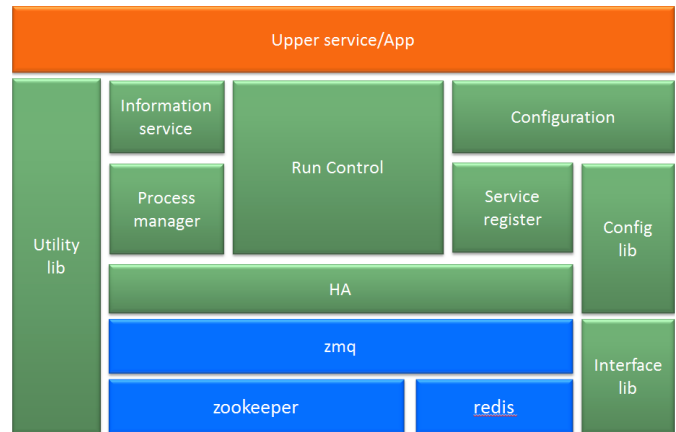 Upper service/App
Information
service
Run Control
Configuration
Process
manager
Service
register
Utility
lib
Config
lib
HA
zmq
Interface
lib
zookeeper
redis